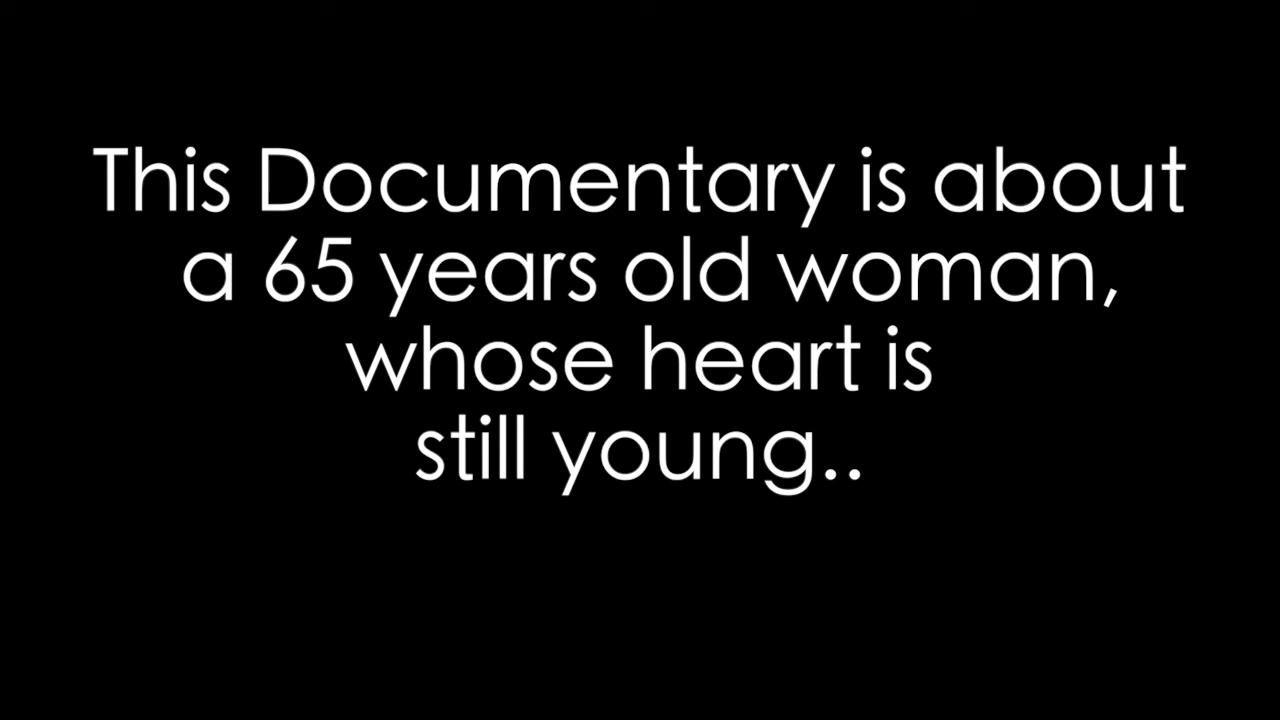 This Documentary is about
a 65 years old woman,
whose heart is
still young..